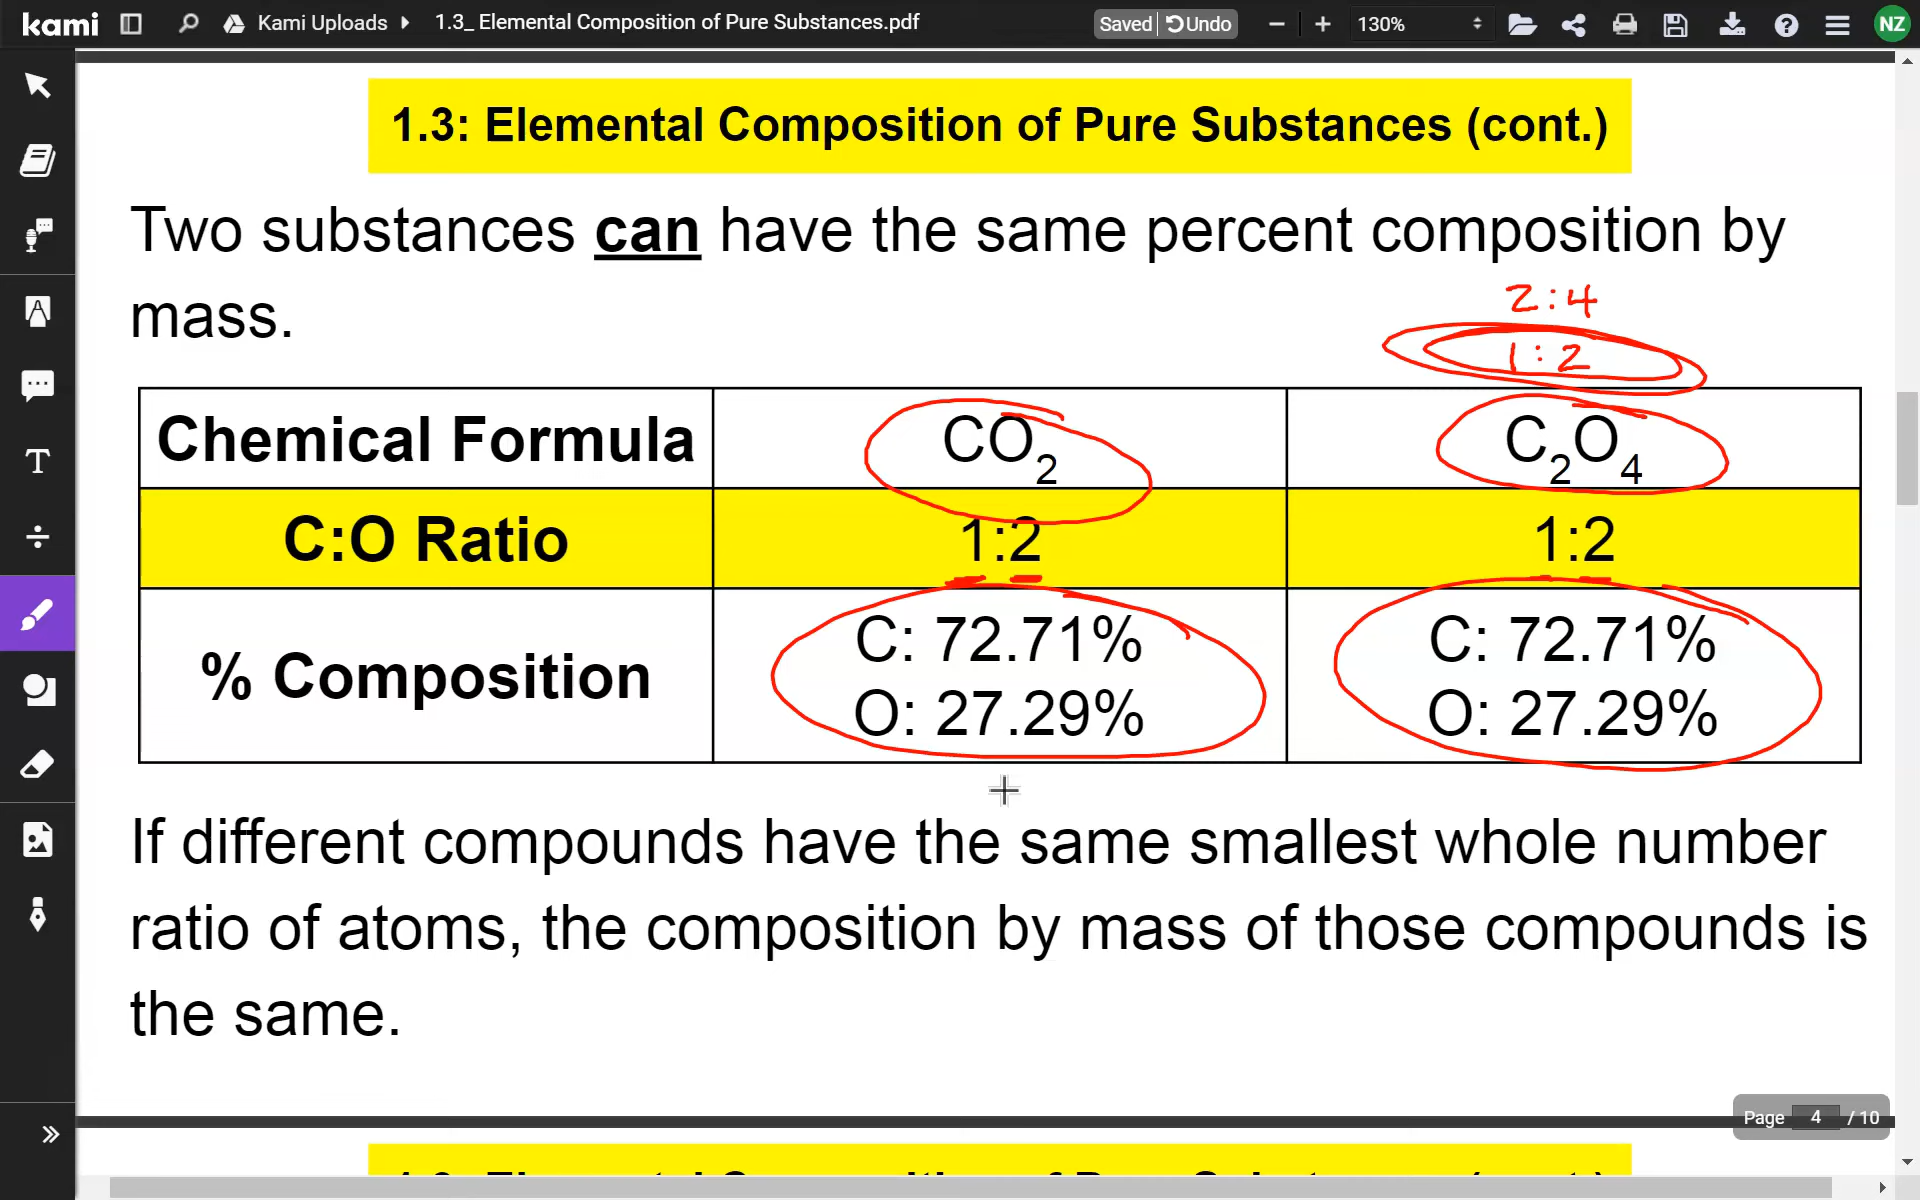 kami Kami Uploads 1.3_ Elemental Composition of Pure Substances.pdf Saved Undo 130% NZ
1.3: Elemental Composition of Pure Substances (cont.)
Two substances can have the same percent composition by
mass.
2:4
1:2
Chemical Formula CO₂ C₂O₄
C:O Ratio 1:2 1:2
% Composition C: 72.71% C: 72.71%
O: 27.29% O: 27.29%
If different compounds have the same smallest whole number
ratio of atoms, the composition by mass of those compounds is
the same.
Page 4 / 10